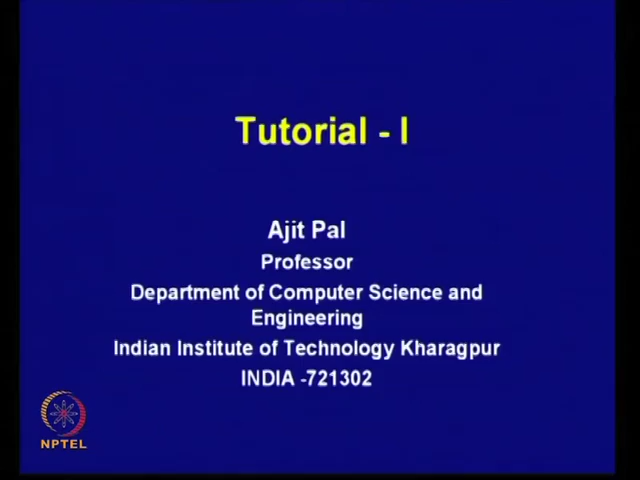 Tutorial - I
Ajit Pal
Professor
Department of Computer Science and
Engineering
Indian Institute of Technology Kharagpur
INDIA -721302
NPTEL